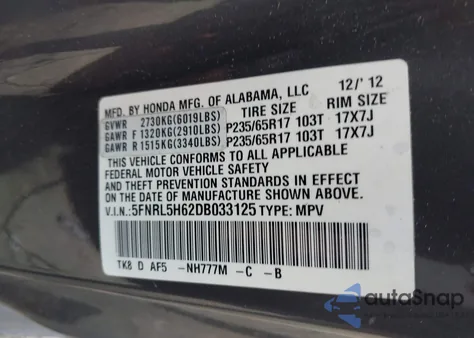 MFD. BY HONDA MFG. OF ALABAMA, LLC 12/'12
GVWR 2730KG(6019LBS) TIRE SIZE RIM SIZE
GAWR F 1320KG(2910LBS) P235/65R17 103T 17X7J
GAWR R 1515KG(3340LBS) P235/65R17 103T 17X7J
THIS VEHICLE CONFORMS TO ALL APPLICABLE
FEDERAL MOTOR VEHICLE SAFETY
AND THEFT PREVENTION STANDARDS IN
EFFECT ON THE DATE OF MANUFACTURE
SHOWN ABOVE.
V.I.N:5FNRL5H62DB033125 TYPE: MPV
TK8 D AF5 -NH777M -C -B
autoSnap